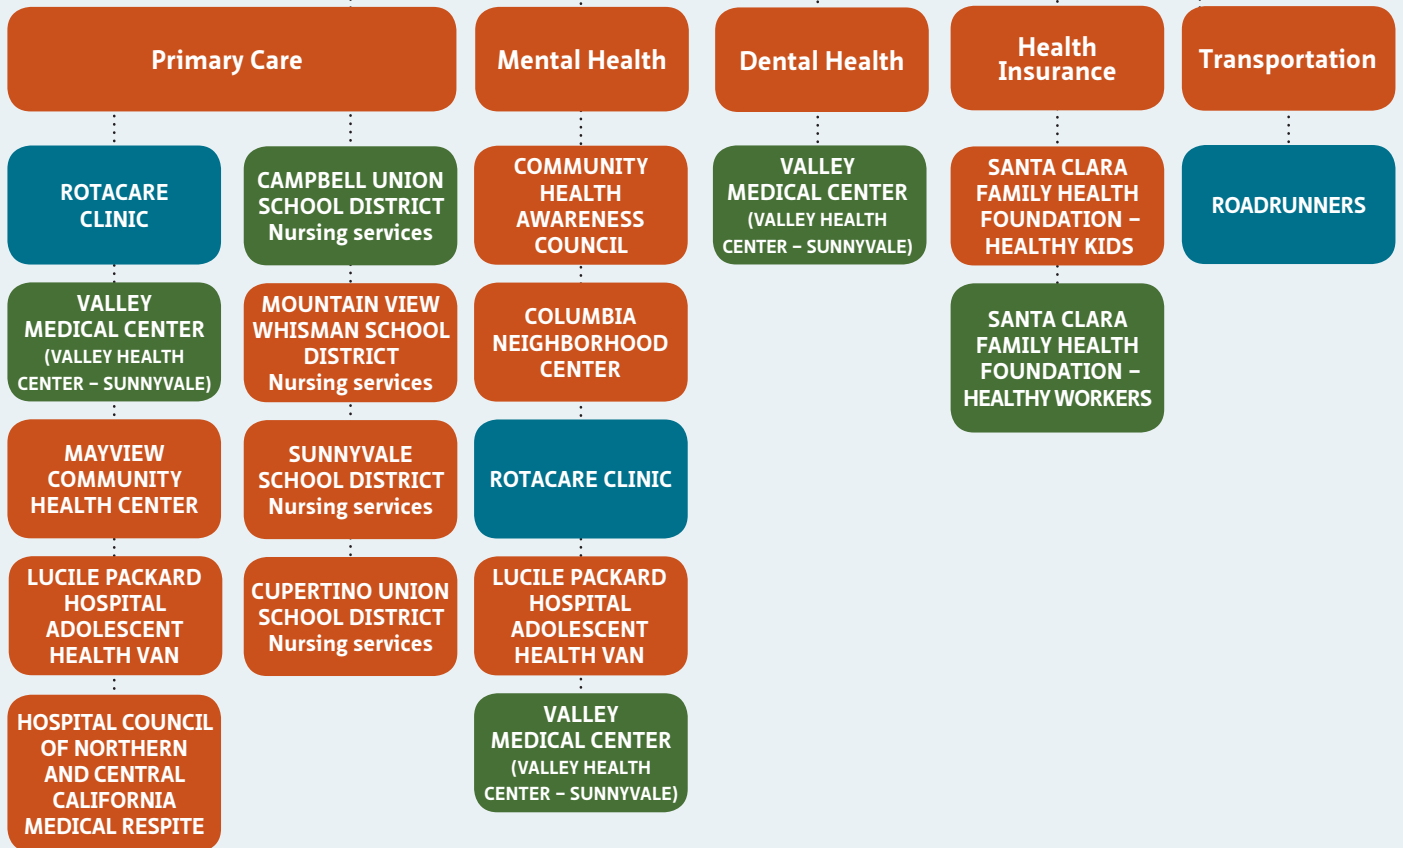 Primary Care
ROTACARE
CLINIC
VALLEY
MEDICAL CENTER
(VALLEY HEALTH
CENTER – SUNNYVALE)
MAYVIEW
COMMUNITY
HEALTH CENTER
LUCILE PACKARD
HOSPITAL
ADOLESCENT
HEALTH VAN
HOSPITAL COUNCIL
OF NORTHERN
AND CENTRAL
CALIFORNIA
MEDICAL RESPITE
CAMPBELL UNION
SCHOOL DISTRICT
Nursing services
MOUNTAIN VIEW
WHISMAN SCHOOL
DISTRICT
Nursing services
SUNNYVALE
SCHOOL DISTRICT
Nursing services
CUPERTINO UNION
SCHOOL DISTRICT
Nursing services
Mental Health
COMMUNITY
HEALTH
AWARENESS
COUNCIL
COLUMBIA
NEIGHBORHOOD
CENTER
ROTACARE CLINIC
LUCILE PACKARD
HOSPITAL
ADOLESCENT
HEALTH VAN
VALLEY
MEDICAL CENTER
(VALLEY HEALTH
CENTER – SUNNYVALE)
Dental Health
VALLEY
MEDICAL CENTER
(VALLEY HEALTH
CENTER – SUNNYVALE)
Health
Insurance
SANTA CLARA
FAMILY HEALTH
FOUNDATION –
HEALTHY KIDS
SANTA CLARA
FAMILY HEALTH
FOUNDATION –
HEALTHY WORKERS
Transportation
ROADRUNNERS